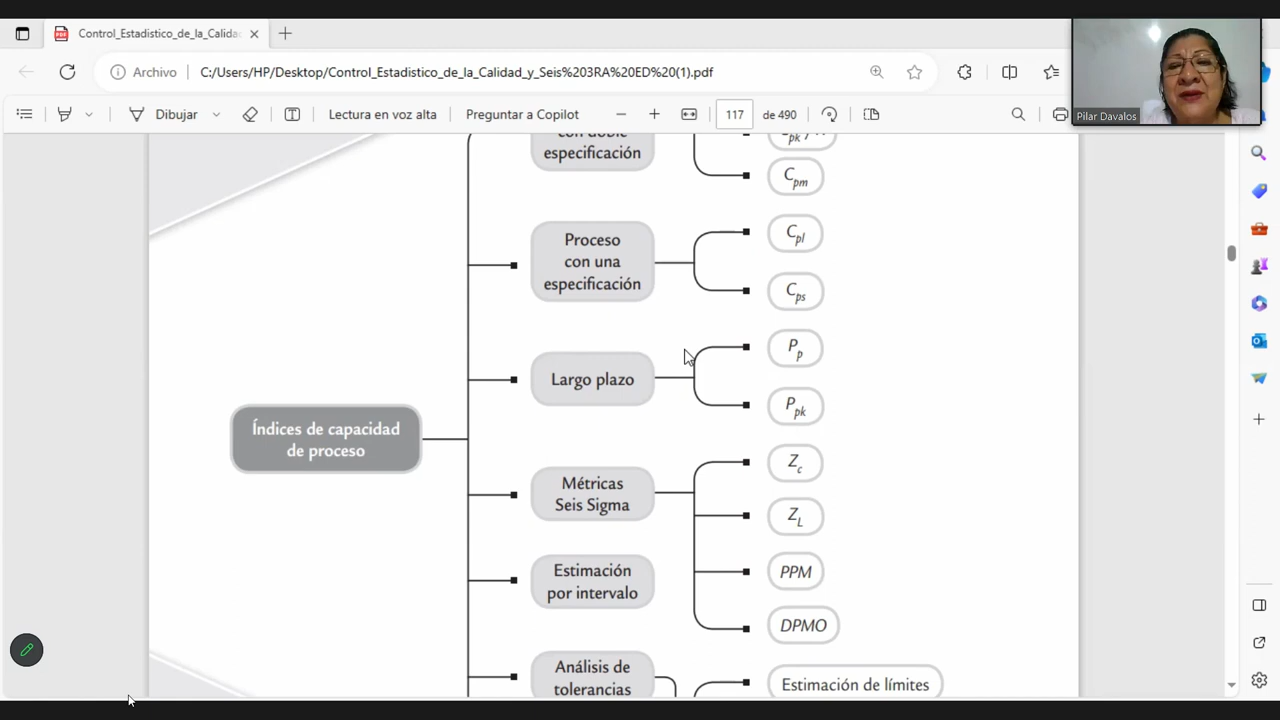 Control_Estadistico_de_la_Calida
Archivo
C:/Users/HP/Desktop/Control_Estadistico_de_la_Calidad_y_Seis%203RA%20ED%20(1).pdf
Dibujar
Lectura en voz alta
Preguntar a Copilot
117
de 490
Pilar Davalos
con doble
especificación
C_pm
Proceso
con una
especificación
C_pl
C_ps
Largo plazo
P_p
P_pk
Índices de capacidad
de proceso
Métricas
Seis Sigma
Z_c
Z_L
PPM
DPMO
Estimación
por intervalo
Análisis de
tolerancias
Estimación de límites